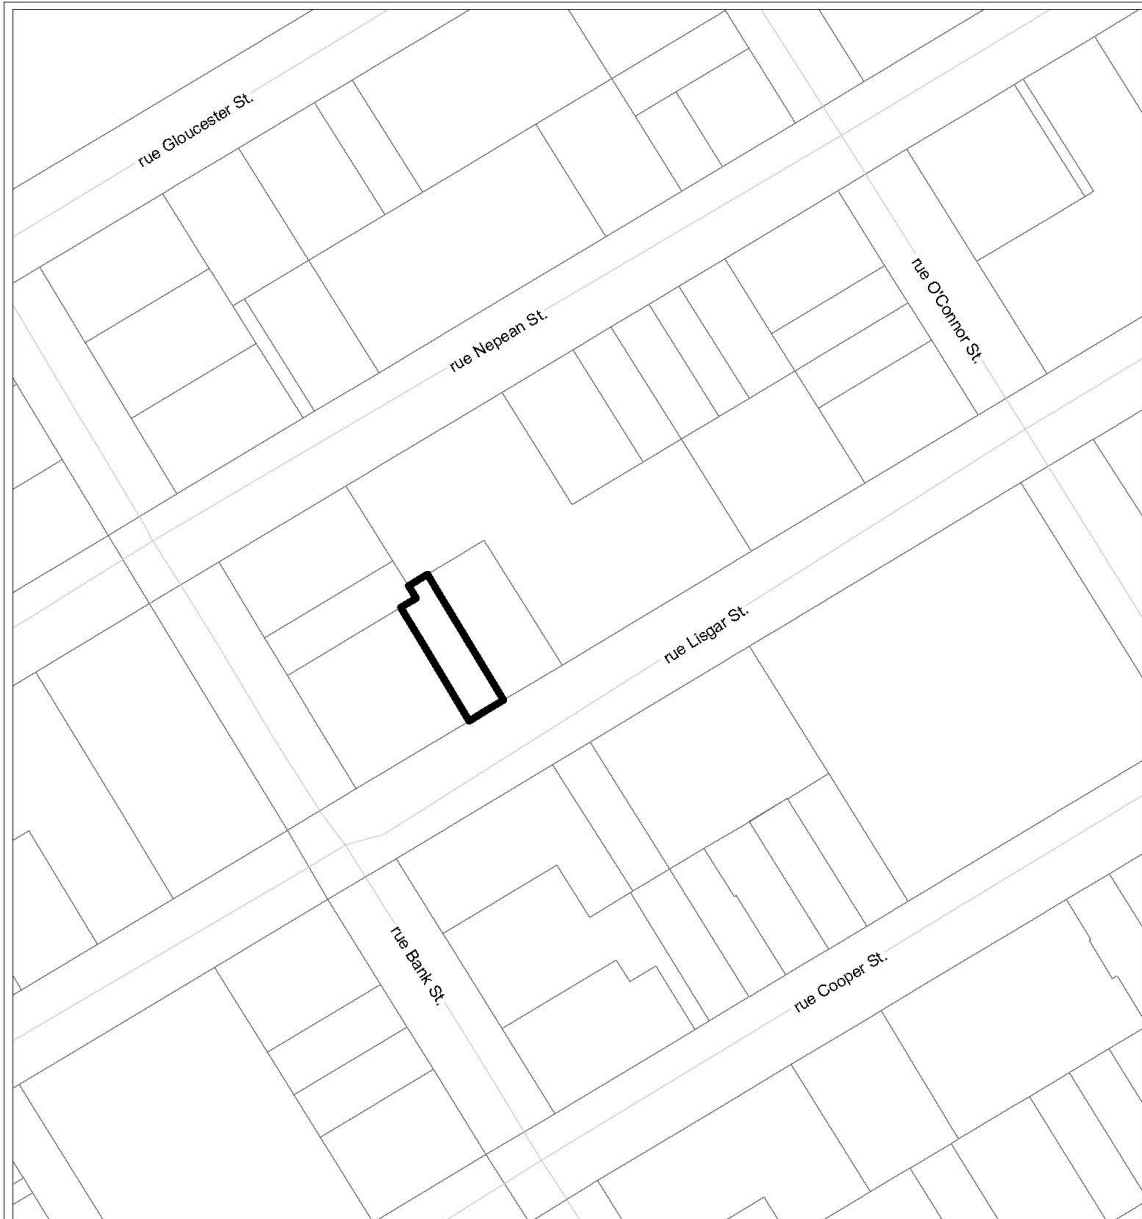 rue Gloucester St.
rue Nepean St.
rue O'Connor St.
rue Lisgar St.
rue Bank St.
rue Cooper St.